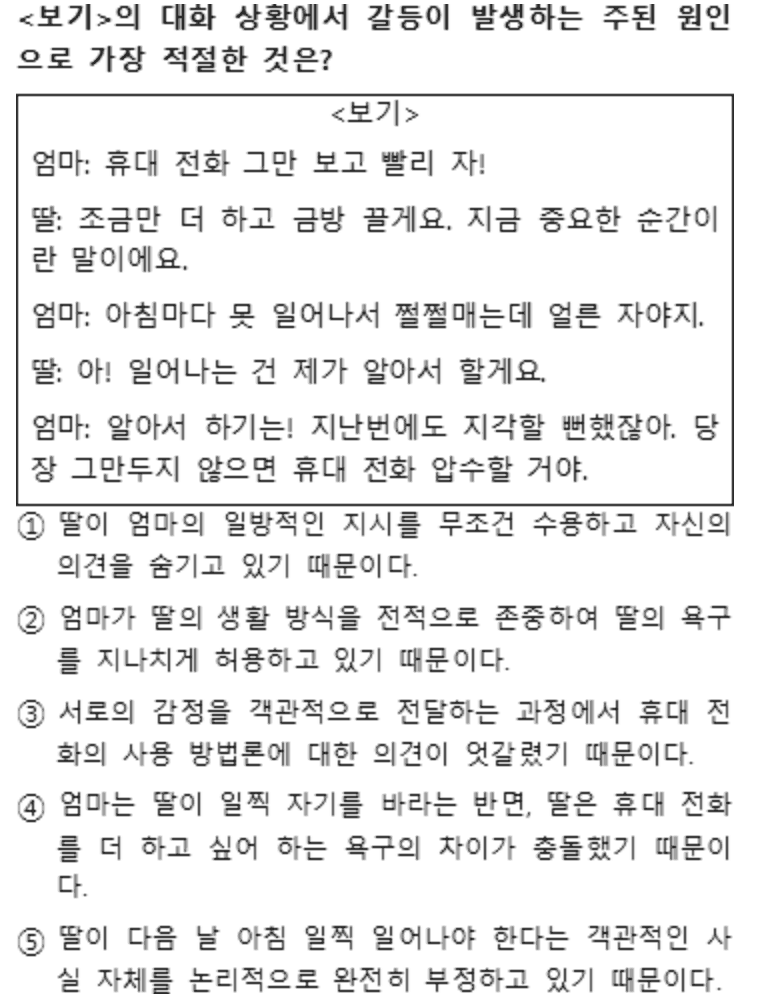 <보기>의 대화 상황에서 갈등이 발생하는 주된 원인
으로 가장 적절한 것은?
<보기>
엄마: 휴대 전화 그만 보고 빨리 자!
딸: 조금만 더 하고 금방 끌게요. 지금 중요한 순간이
란 말이에요.
엄마: 아침마다 못 일어나서 쩔쩔매는데 얼른 자야지.
딸: 아! 일어나는 건 제가 알아서 할게요.
엄마: 알아서 하기는! 지난번에도 지각할 뻔했잖아. 당
장 그만두지 않으면 휴대 전화 압수할 거야.
① 딸이 엄마의 일방적인 지시를 무조건 수용하고 자신의
의견을 숨기고 있기 때문이다.
② 엄마가 딸의 생활 방식을 전적으로 존중하여 딸의 욕구
를 지나치게 허용하고 있기 때문이다.
③ 서로의 감정을 객관적으로 전달하는 과정에서 휴대 전
화의 사용 방법론에 대한 의견이 엇갈렸기 때문이다.
④ 엄마는 딸이 일찍 자기를 바라는 반면, 딸은 휴대 전화
를 더 하고 싶어 하는 욕구의 차이가 충돌했기 때문이
다.
⑤ 딸이 다음 날 아침 일찍 일어나야 한다는 객관적인 사
실 자체를 논리적으로 완전히 부정하고 있기 때문이다.